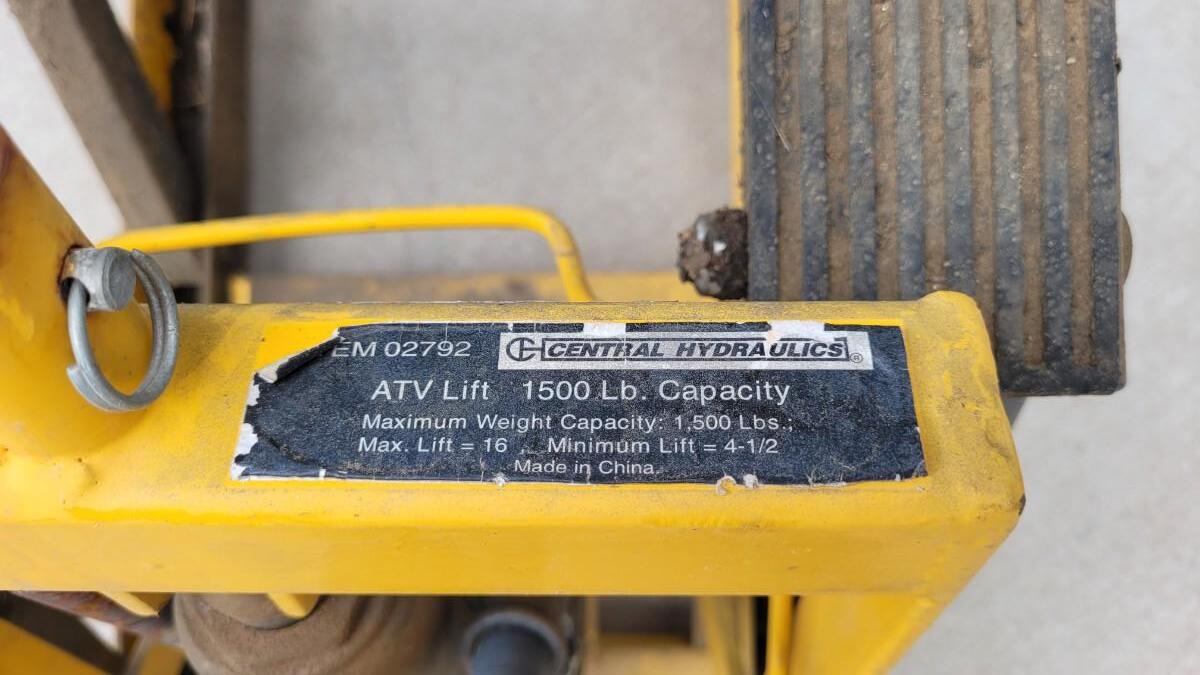 EM 02792 CH CENTRAL HYDRAULICS®
ATV Lift 1500 Lb. Capacity
Maximum Weight Capacity: 1,500 Lbs.;
Max. Lift = 16 Minimum Lift = 4-1/2
Made in China.